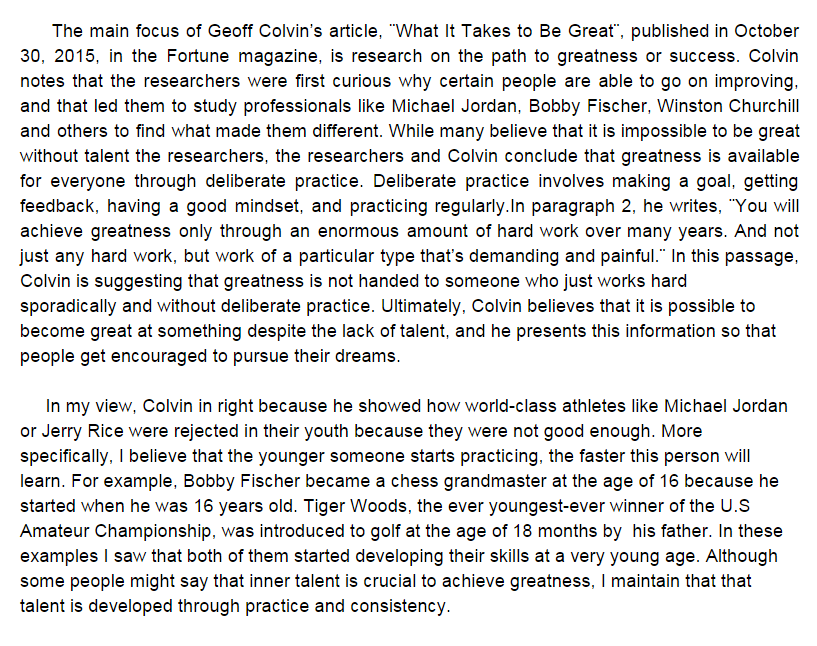 The main focus of Geoff Colvin's article, ¨What It Takes to Be Great¨, published in October
30, 2015, in the Fortune magazine, is research on the path to greatness or success. Colvin
notes that the researchers were first curious why certain people are able to go on improving,
and that led them to study professionals like Michael Jordan, Bobby Fischer, Winston Churchill
and others to find what made them different. While many believe that it is impossible to be great
without talent the researchers, the researchers and Colvin conclude that greatness is available
for everyone through deliberate practice. Deliberate practice involves making a goal, getting
feedback, having a good mindset, and practicing regularly.In paragraph 2, he writes, ¨You will
achieve greatness only through an enormous amount of hard work over many years. And not
just any hard work, but work of a particular type that's demanding and painful.¨ In this passage,
Colvin is suggesting that greatness is not handed to someone who just works hard
sporadically and without deliberate practice. Ultimately, Colvin believes that it is possible to
become great at something despite the lack of talent, and he presents this information so that
people get encouraged to pursue their dreams.

In my view, Colvin in right because he showed how world-class athletes like Michael Jordan
or Jerry Rice were rejected in their youth because they were not good enough. More
specifically, I believe that the younger someone starts practicing, the faster this person will
learn. For example, Bobby Fischer became a chess grandmaster at the age of 16 because he
started when he was 16 years old. Tiger Woods, the ever youngest-ever winner of the U.S
Amateur Championship, was introduced to golf at the age of 18 months by  his father. In these
examples I saw that both of them started developing their skills at a very young age. Although
some people might say that inner talent is crucial to achieve greatness, I maintain that that
talent is developed through practice and consistency.